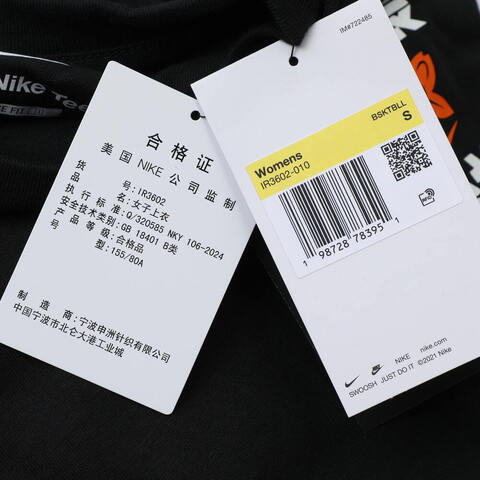 Nike Tee
合格证
美国 NIKE 公司监制
货号: IR3602
品名: 女子上衣
安全技术标准: Q/320585 NKY 106-2024
安全技术类别: GB 18401 B类
产品等级: 合格品
型: 155/80A
制造商: 宁波申洲针织有限公司
中国宁波市北仑大港工业城
IM#722485
BSKTBLL
S
Womens
IR3602-010
1 98728 78395
NIKE
nike.com
SWOOSH JUST DO IT ©2021 Nike